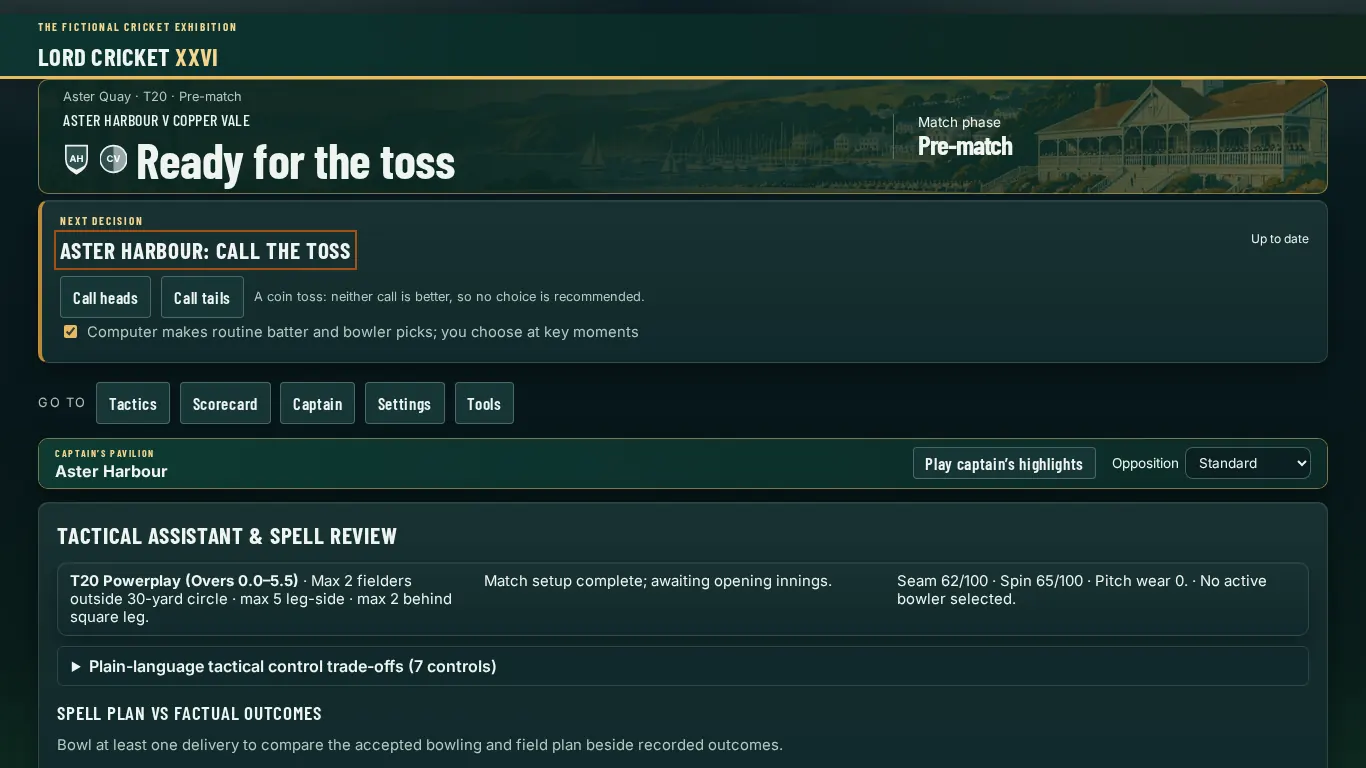 THE FICTIONAL CRICKET EXHIBITION
LORD CRICKET XXVI
Aster Quay · T20 · Pre-match
ASTER HARBOUR V COPPER VALE
AH CV Ready for the toss
Match phase
Pre-match
NEXT DECISION
ASTER HARBOUR: CALL THE TOSS
Up to date
Call heads Call tails A coin toss: neither call is better, so no choice is recommended.
Computer makes routine batter and bowler picks; you choose at key moments
GO TO Tactics Scorecard Captain Settings Tools
CAPTAIN'S PAVILION
Aster Harbour
Play captain's highlights Opposition Standard
TACTICAL ASSISTANT & SPELL REVIEW
T20 Powerplay (Overs 0.0–5.5) · Max 2 fielders
outside 30-yard circle · max 5 leg-side · max 2 behind
square leg.
Match setup complete; awaiting opening innings.
Seam 62/100 · Spin 65/100 · Pitch wear 0. · No active
bowler selected.
Plain-language tactical control trade-offs (7 controls)
SPELL PLAN VS FACTUAL OUTCOMES
Bowl at least one delivery to compare the accepted bowling and field plan beside recorded outcomes.